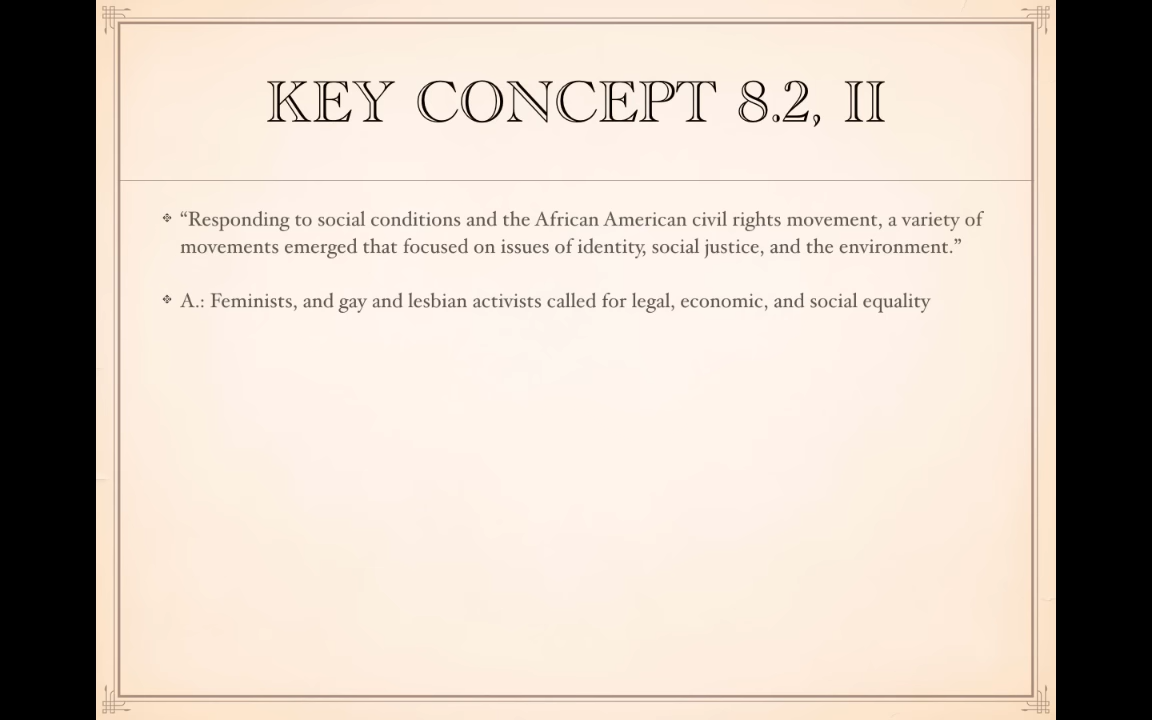 KEY CONCEPT 8.2, II
❖ “Responding to social conditions and the African American civil rights movement, a variety of
movements emerged that focused on issues of identity, social justice, and the environment.”
❖ A.: Feminists, and gay and lesbian activists called for legal, economic, and social equality